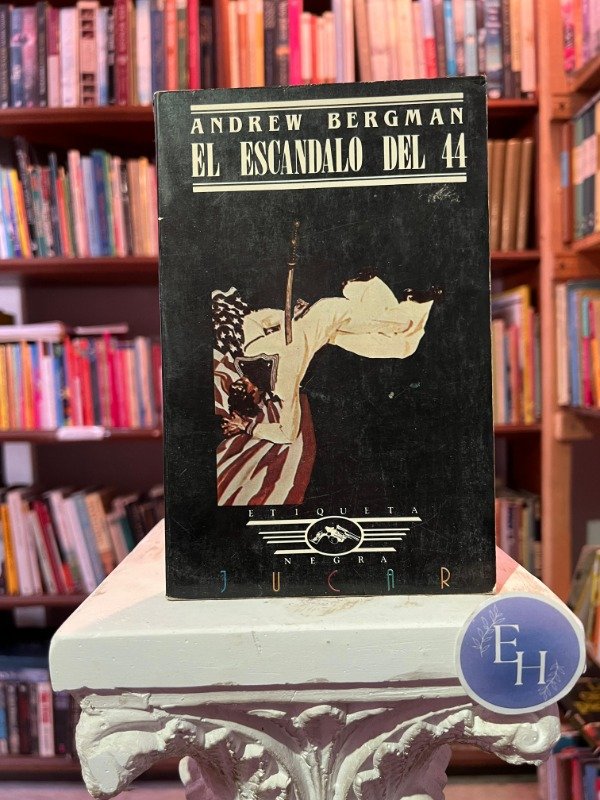 ANDREW BERGMAN
EL ESCANDALO DEL 44
ETIQUETA
NEGRA
JUCAR
EH